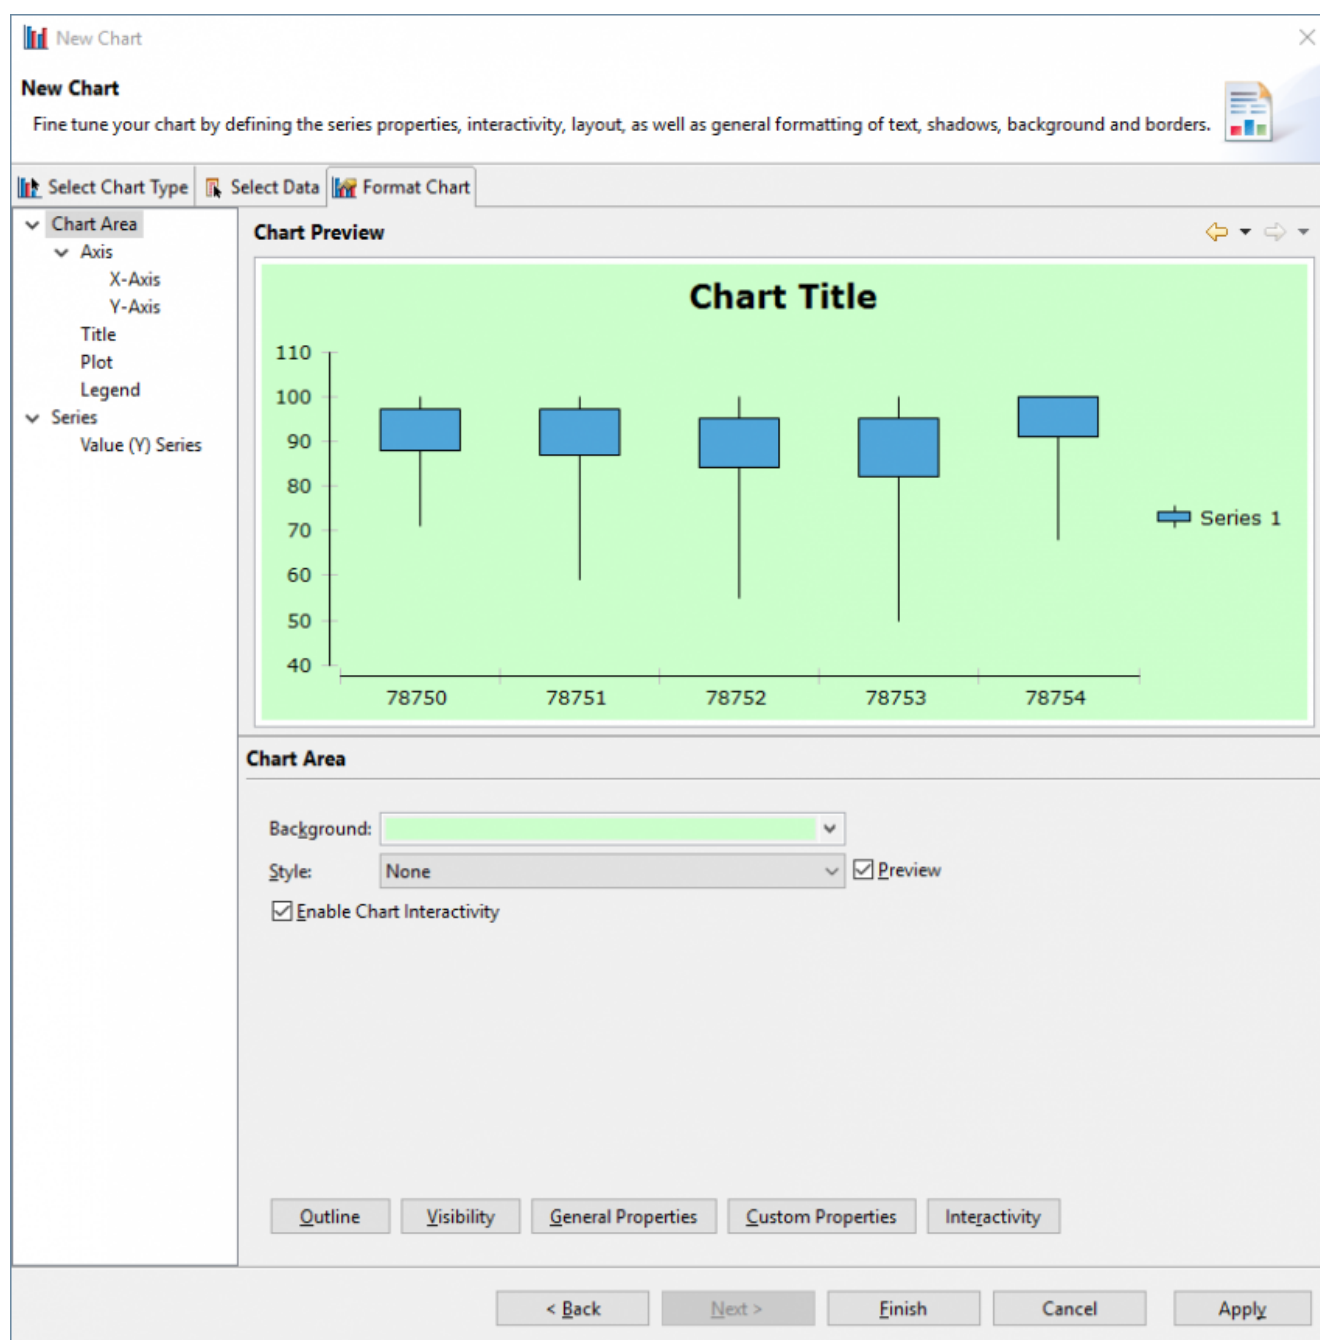 New Chart
New Chart
Fine tune your chart by defining the series properties, interactivity, layout, as well as general formatting of text, shadows, background and borders.
Select Chart Type Select Data Format Chart
Chart Area
Axis
X-Axis
Y-Axis
Title
Plot
Legend
Series
Value (Y) Series
Chart Preview
Chart Title
110
100
90
80
70
60
50
40
78750 78751 78752 78753 78754
Series 1
Chart Area
Background:
Style: None Preview
Enable Chart Interactivity
Outline Visibility General Properties Custom Properties Interactivity
< Back Next > Finish Cancel Apply